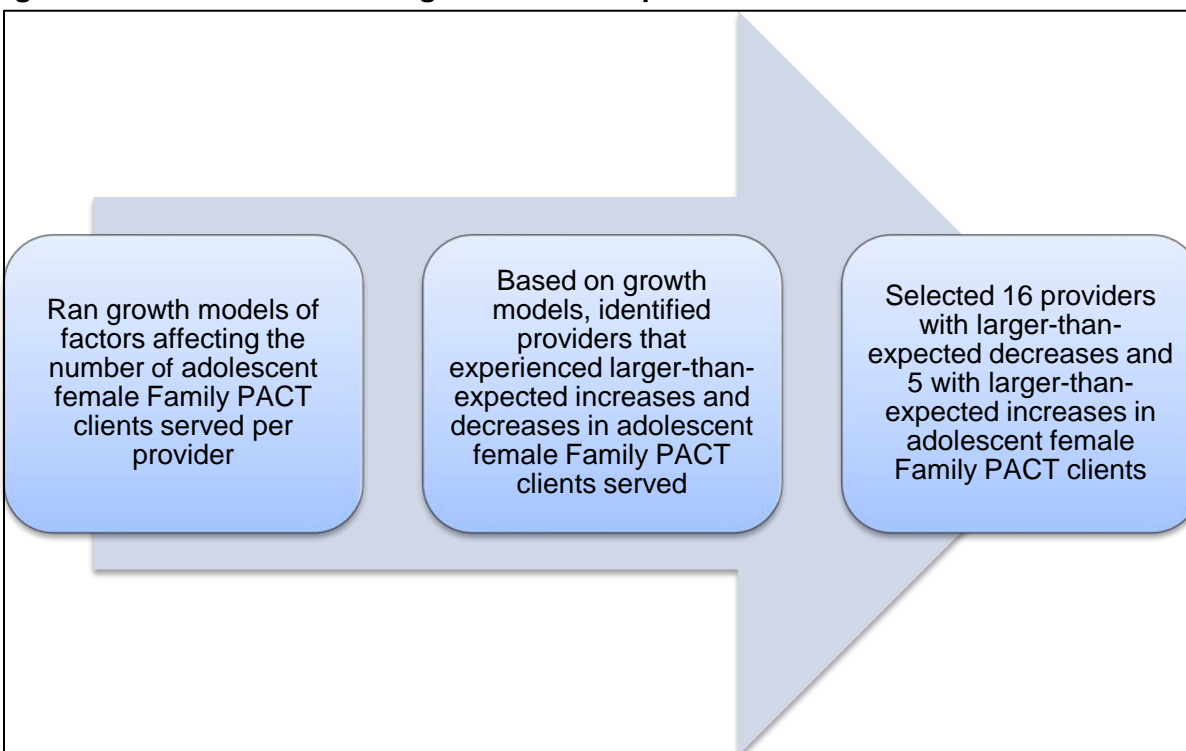 Ran growth models of
factors affecting the
number of adolescent
female Family PACT
clients served per
provider
Based on growth
models, identified
providers that
experienced larger-than-
expected increases and
decreases in adolescent
female Family PACT
clients served
Selected 16 providers
with larger-than-
expected decreases and
5 with larger-than-
expected increases in
adolescent female
Family PACT clients